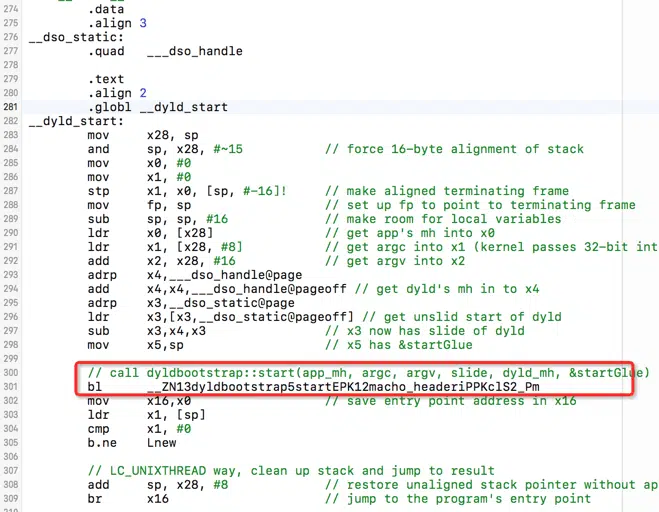 274 .data
275 .align 3
276 __dso_static:
277 .quad ___dso_handle
278
279 .text
280 .align 2
281 .globl __dyld_start
282 __dyld_start:
283 mov x28, sp
284 and sp, x28, #~15 // force 16-byte alignment of stack
285 mov x0, #0
286 mov x1, #0
287 stp x1, x0, [sp, #-16]! // make aligned terminating frame
288 mov fp, sp // set up fp to point to terminating frame
289 sub sp, sp, #16 // make room for local variables
290 ldr x0, [x28] // get app's mh into x0
291 ldr x1, [x28, #8] // get argc into x1 (kernel passes 32-bit int
292 add x2, x28, #16 // get argv into x2
293 adrp x4,___dso_handle@page
294 add x4,x4,___dso_handle@pageoff // get dyld's mh in to x4
295 adrp x3,__dso_static@page
296 ldr x3,[x3,__dso_static@pageoff] // get unslid start of dyld
297 sub x3,x4,x3 // x3 now has slide of dyld
298 mov x5,sp // x5 has &startGlue
299
300 // call dyldbootstrap::start(app_mh, argc, argv, slide, dyld_mh, &startGlue)
301 bl __ZN13dyldbootstrap5startEPK12macho_headeriPPKclS2_Pm
302 mov x16,x0 // save entry point address in x16
303 ldr x1, [sp]
304 cmp x1, #0
305 b.ne Lnew
306
307 // LC_UNIXTHREAD way, clean up stack and jump to result
308 add sp, x28, #8 // restore unaligned stack pointer without ap
309 br x16 // jump to the program's entry point